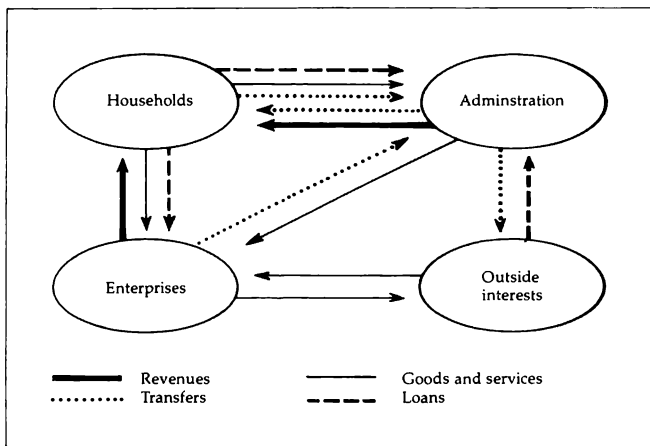 Households
Adminstration
Enterprises
Outside
interests
Revenues
Goods and services
Transfers
Loans